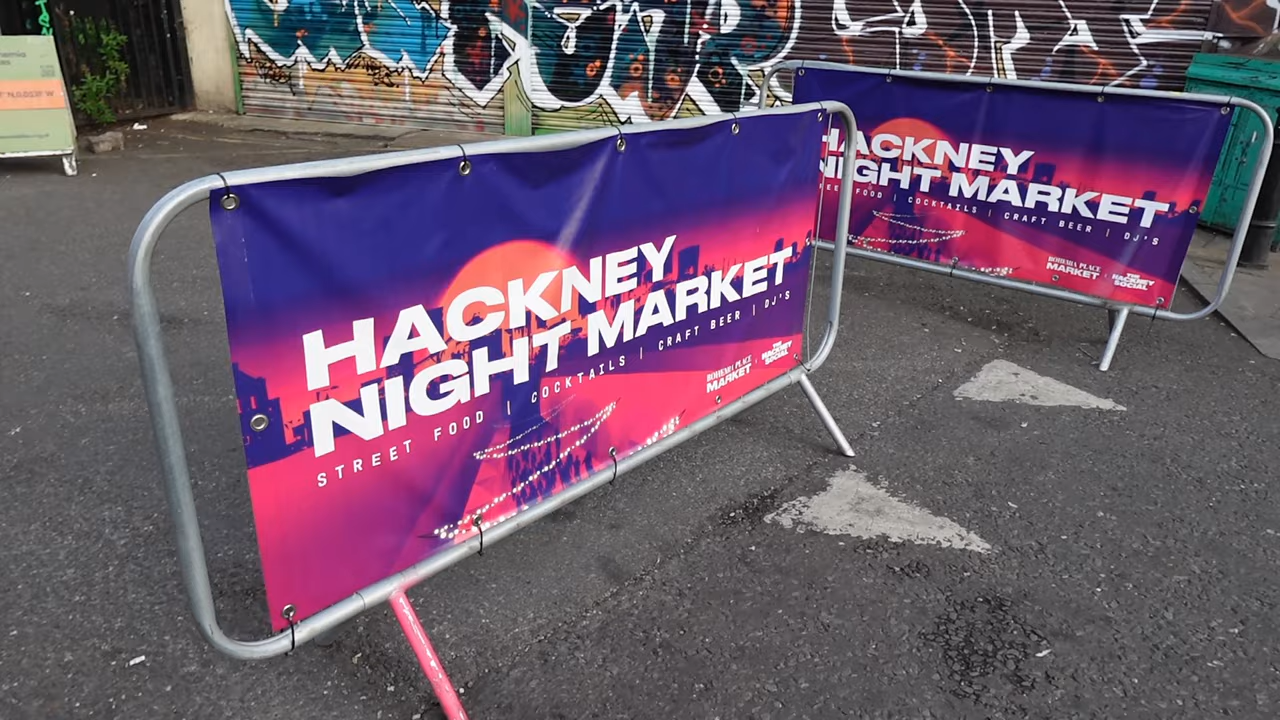 HACKNEY
NIGHT MARKET
STREET FOOD | COCKTAILS | CRAFT BEER | DJ'S
BOHEMIA PLACE
MARKET
THE
HACKNEY
SOCIAL
HACKNEY
NIGHT MARKET
FOOD | COCKTAILS | CRAFT BEER | DJ'S
BOHEMIA PLACE
MARKET
THE
HACKNEY
SOCIAL